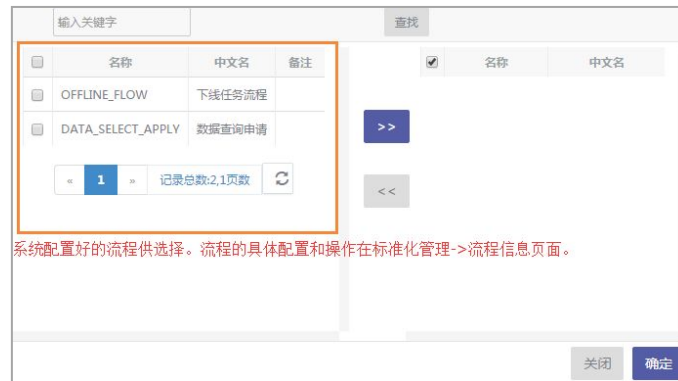 输入关键字 查找
名称 中文名 备注 名称 中文名
OFFLINE_FLOW 下线任务流程
DATA_SELECT_APPLY 数据查询申请
>>
« 1 » 记录总数:2,1页数
<<
系统配置好的流程供选择。流程的具体配置和操作在标准化管理->流程信息页面。
关闭 确定